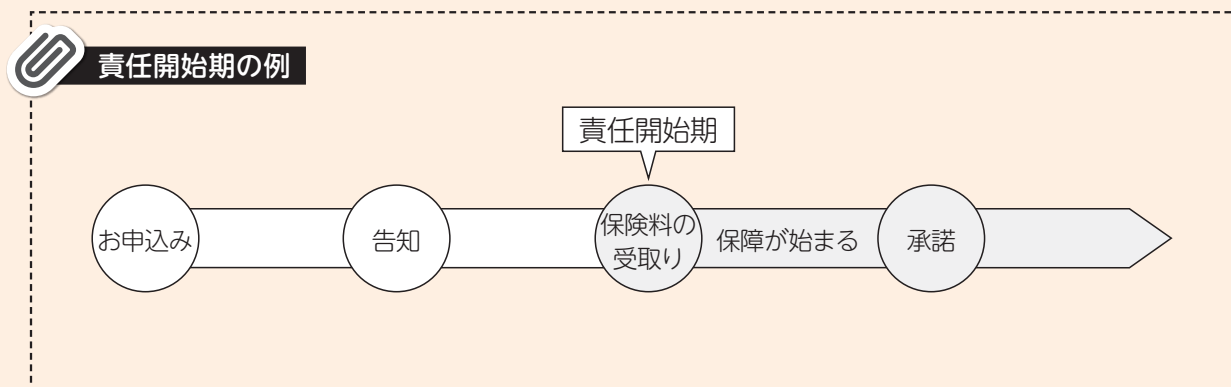 責任開始期の例
責任開始期
お申込み
告知
保険料の
受取り
保障が始まる
承諾